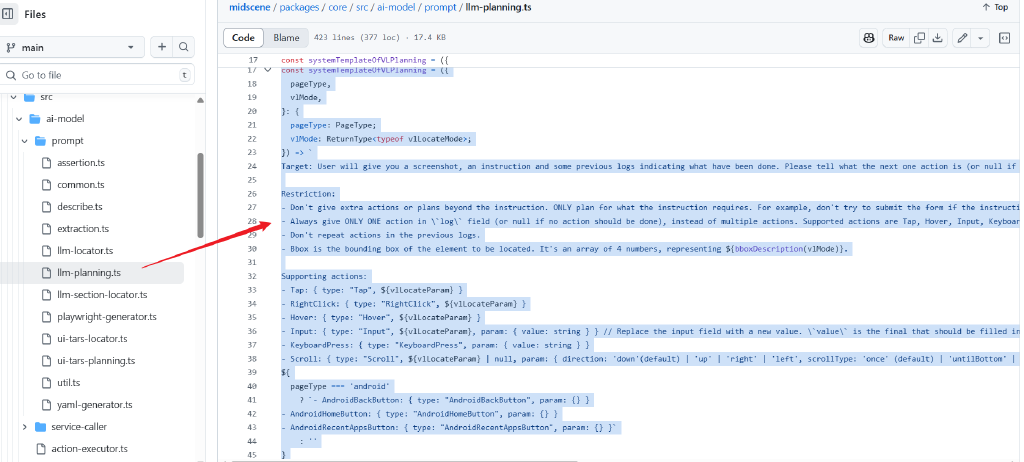 Files
main
Go to file
t
src
ai-model
prompt
assertion.ts
common.ts
describe.ts
extraction.ts
llm-locator.ts
llm-planning.ts
llm-section-locator.ts
playwright-generator.ts
ui-tars-locator.ts
ui-tars-planning.ts
util.ts
yaml-generator.ts
service-caller
action-executor.ts
midscene / packages / core / src / ai-model / prompt / llm-planning.ts
Top
Code Blame 423 lines (377 loc) · 17.4 KB
Raw
17 const systemTemplateOfVLPlanning = ({
17 const systemTemplateOfVLPlanning = ({
18 pageType,
19 vlMode,
20 }: {
21 pageType: PageType;
22 vlMode: ReturnType<typeof vlLocateMode>;
23 }) => `
24 Target: User will give you a screenshot, an instruction and some previous logs indicating what have been done. Please tell what the next one action is (or null if
25
26 Restriction:
27 - Don't give extra actions or plans beyond the instruction. ONLY plan for what the instruction requires. For example, don't try to submit the form if the instructi
28 - Always give ONLY ONE action in \`log\` field (or null if no action should be done), instead of multiple actions. Supported actions are Tap, Hover, Input, Keyboar
29 - Don't repeat actions in the previous logs.
30 - Bbox is the bounding box of the element to be located. It's an array of 4 numbers, representing ${bboxDescription(vlMode)}.
31
32 Supporting actions:
33 - Tap: { type: "Tap", ${vlLocateParam} }
34 - RightClick: { type: "RightClick", ${vlLocateParam} }
35 - Hover: { type: "Hover", ${vlLocateParam} }
36 - Input: { type: "Input", ${vlLocateParam}, param: { value: string } } // Replace the input field with a new value. \`value\` is the final that should be filled in
37 - KeyboardPress: { type: "KeyboardPress", param: { value: string } }
38 - Scroll: { type: "Scroll", ${vlLocateParam} | null, param: { direction: 'down'(default) | 'up' | 'right' | 'left', scrollType: 'once' (default) | 'untilBottom' |
39 ${
40 pageType === 'android'
41 ? `- AndroidBackButton: { type: "AndroidBackButton", param: {} }
42 - AndroidHomeButton: { type: "AndroidHomeButton", param: {} }
43 - AndroidRecentAppsButton: { type: "AndroidRecentAppsButton", param: {} }`
44 : ''
45 }